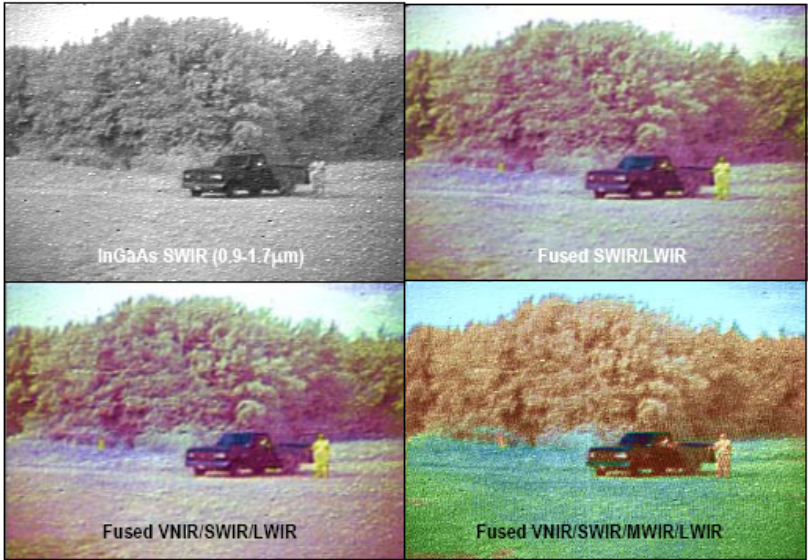 InGaAs SWIR (0.9-1.7μm)
Fused SWIR/LWIR
Fused VNIR/SWIR/LWIR
Fused VNIR/SWIR/MWIR/LWIR